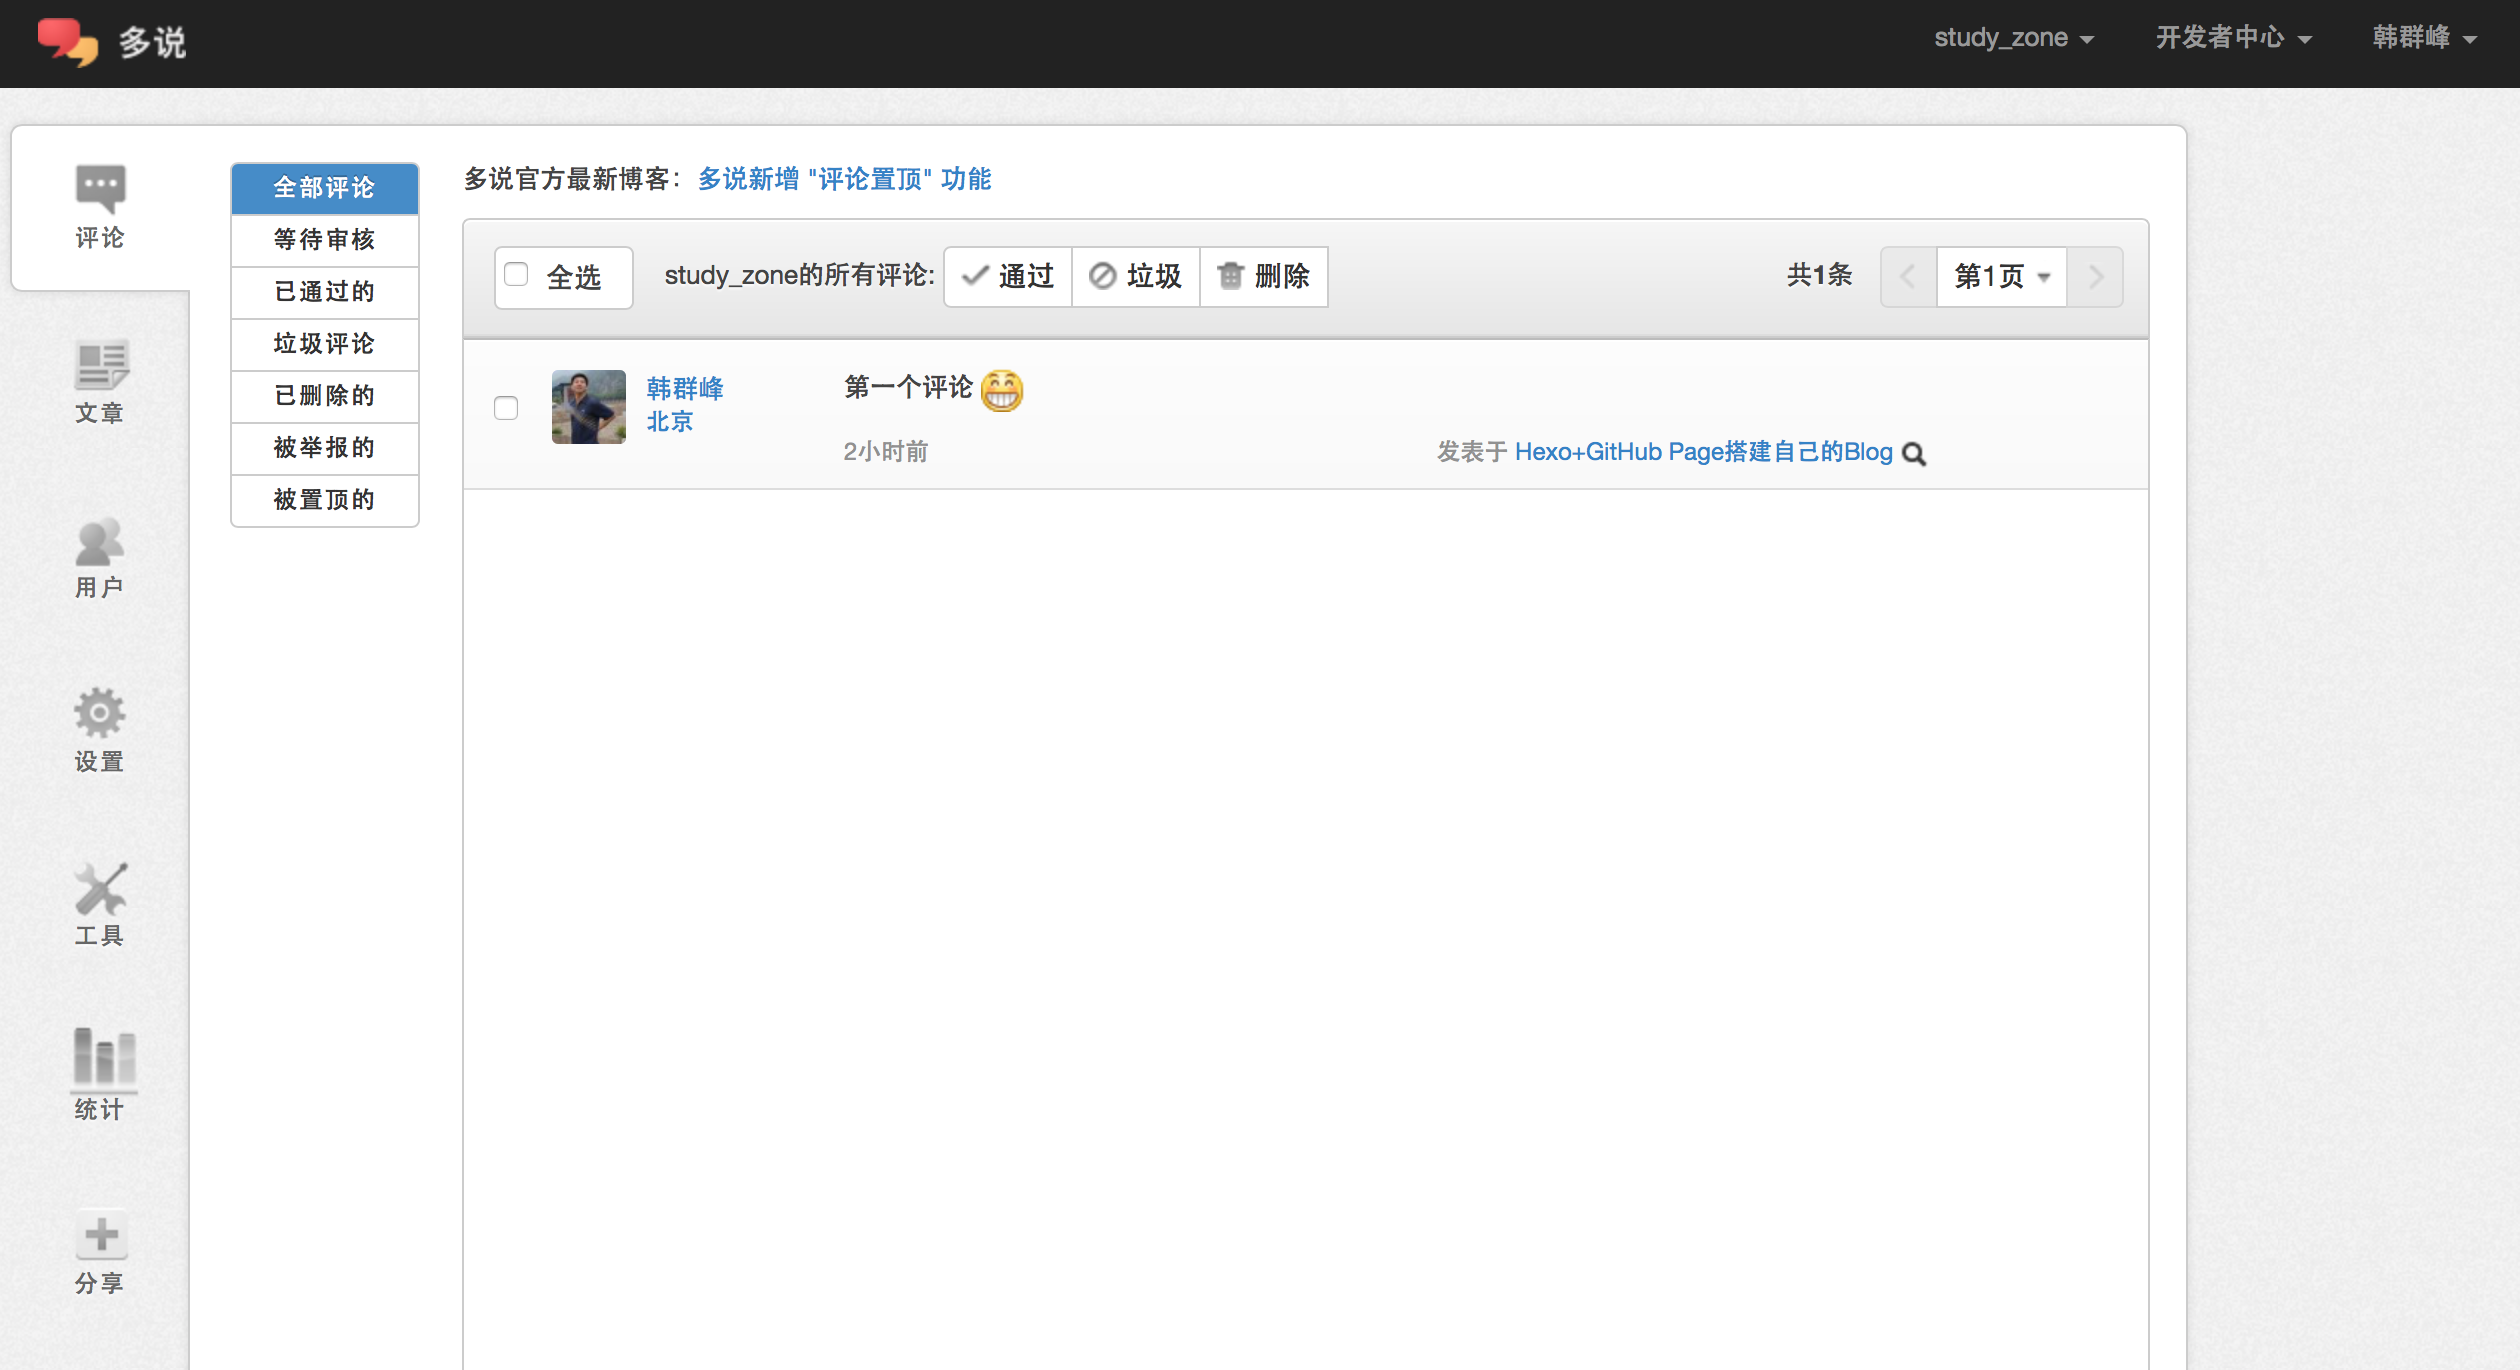 多说
study_zone
开发者中心
韩群峰
评论
文章
用户
设置
工具
统计
分享
全部评论
等待审核
已通过的
垃圾评论
已删除的
被举报的
被置顶的
多说官方最新博客：多说新增 "评论置顶" 功能
全选
study_zone的所有评论:
通过
垃圾
删除
共1条
第1页
韩群峰
北京
第一个评论
2小时前
发表于 Hexo+GitHub Page搭建自己的Blog